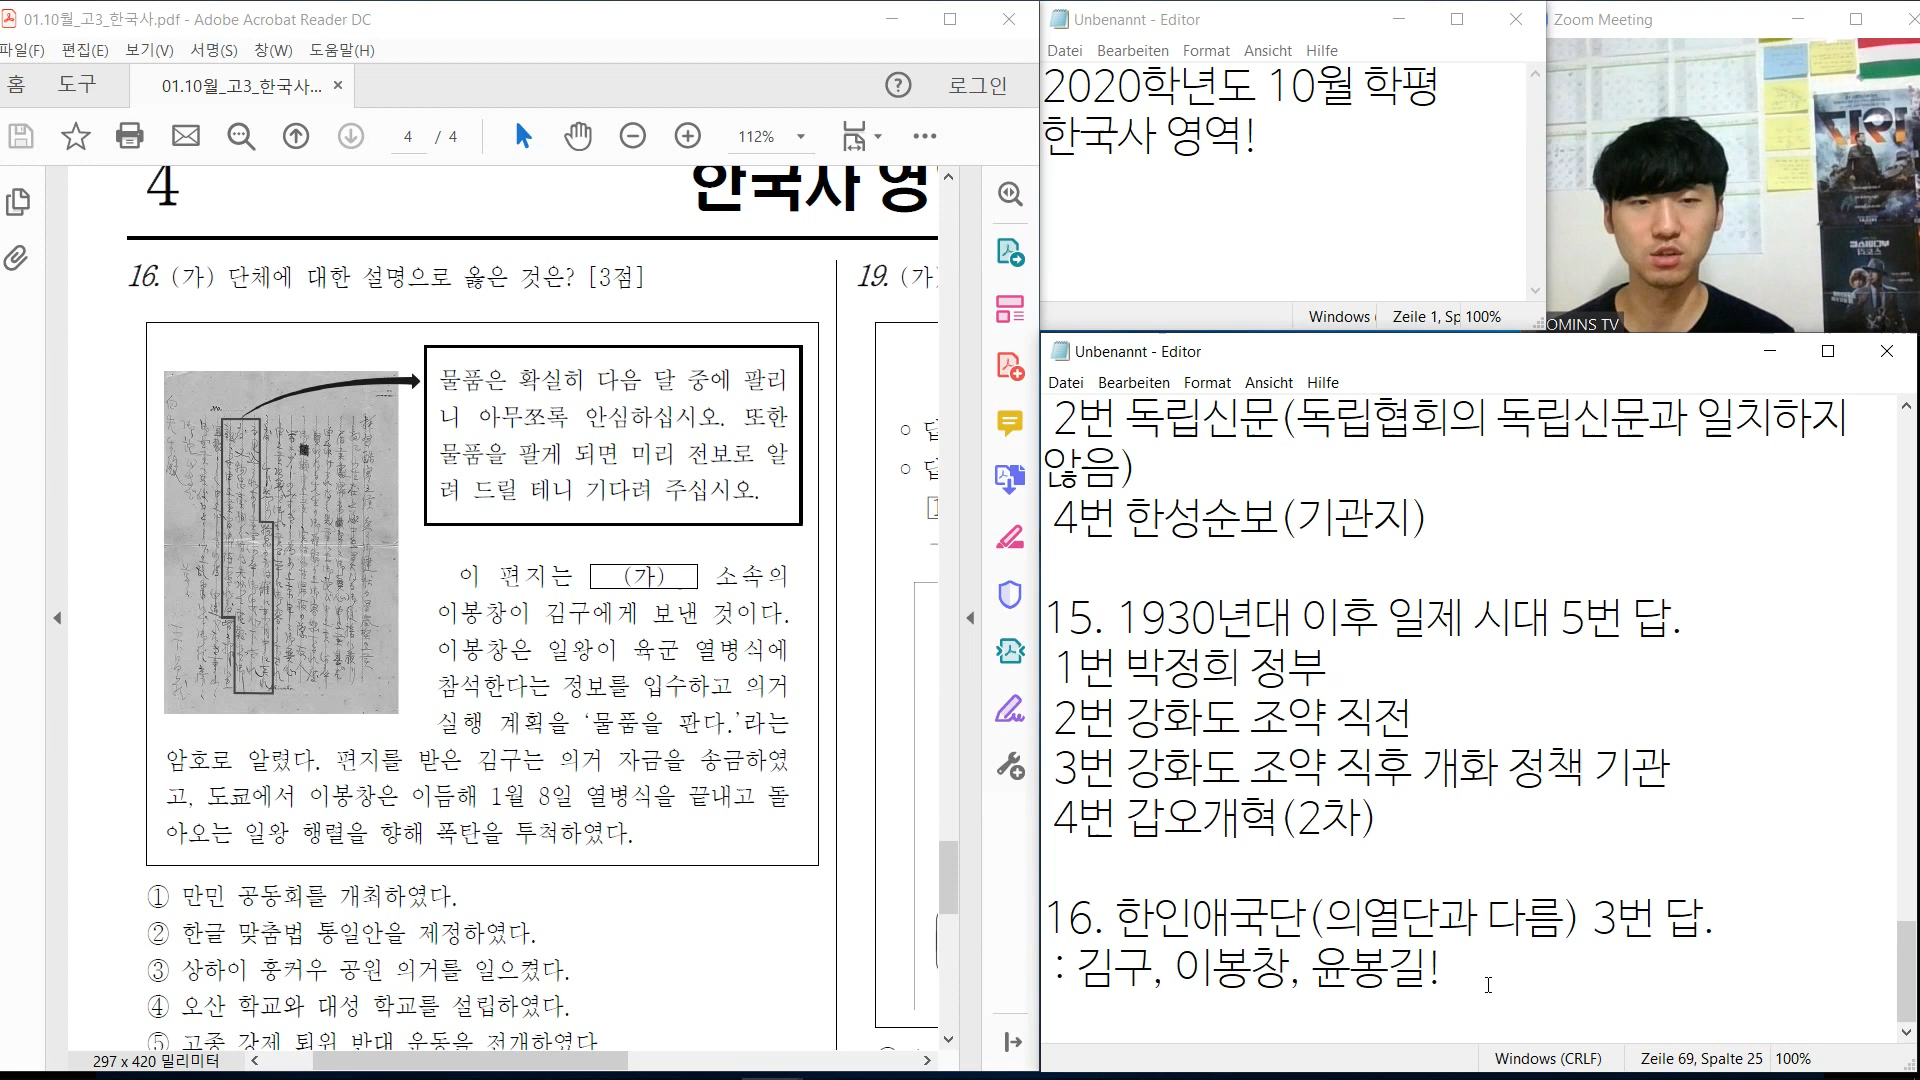 01.10월_고3_한국사.pdf - Adobe Acrobat Reader DC
파일(F) 편집(E) 보기(V) 서명(S) 창(W) 도움말(H)
홈 도구 01.10월_고3_한국사... × 로그인
4 / 4 112%
4
한국사 영
16. (가) 단체에 대한 설명으로 옳은 것은? [3점]
물품은 확실히 다음 달 중에 팔리
니 아무쪼록 안심하십시오. 또한
물품을 팔게 되면 미리 전보로 알
려 드릴 테니 기다려 주십시오.
이 편지는 (가) 소속의
이봉창이 김구에게 보낸 것이다.
이봉창은 일왕이 육군 열병식에
참석한다는 정보를 입수하고 의거
실행 계획을 ‘물품을 판다.’라는
암호로 알렸다. 편지를 받은 김구는 의거 자금을 송금하였
고, 도쿄에서 이봉창은 이듬해 1월 8일 열병식을 끝내고 돌
아오는 일왕 행렬을 향해 폭탄을 투척하였다.
① 만민 공동회를 개최하였다.
② 한글 맞춤법 통일안을 제정하였다.
③ 상하이 훙커우 공원 의거를 일으켰다.
④ 오산 학교와 대성 학교를 설립하였다.
⑤ 고종 강제 퇴위 반대 운동을 전개하였다
19. (가
297 x 420 밀리미터
Unbenannt - Editor
Datei Bearbeiten Format Ansicht Hilfe
2020학년도 10월 학평
한국사 영역!
Windows ( Zeile 1, Sp 100%
Zoom Meeting
OMINS TV
Unbenannt - Editor
Datei Bearbeiten Format Ansicht Hilfe
2번 독립신문(독립협회의 독립신문과 일치하지
않음)
4번 한성순보(기관지)
15. 1930년대 이후 일제 시대 5번 답.
1번 박정희 정부
2번 강화도 조약 직전
3번 강화도 조약 직후 개화 정책 기관
4번 갑오개혁(2차)
16. 한인애국단(의열단과 다름) 3번 답.
: 김구, 이봉창, 윤봉길!
Windows (CRLF) Zeile 69, Spalte 25 100%